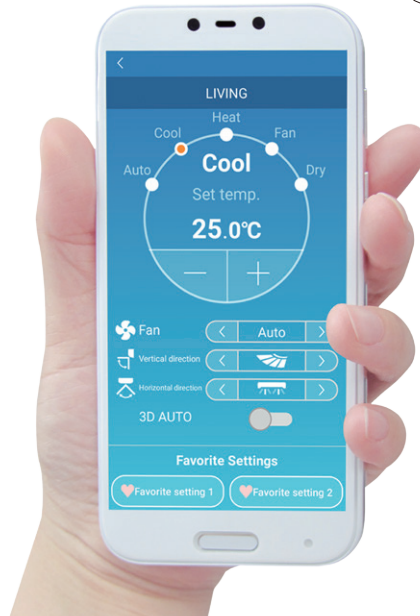 LIVING
Heat
Cool Fan
Auto Dry
Cool
Set temp.
25.0°C
Fan Auto
Vertical direction
Horizontal direction
3D AUTO
Favorite Settings
Favorite setting 1 Favorite setting 2